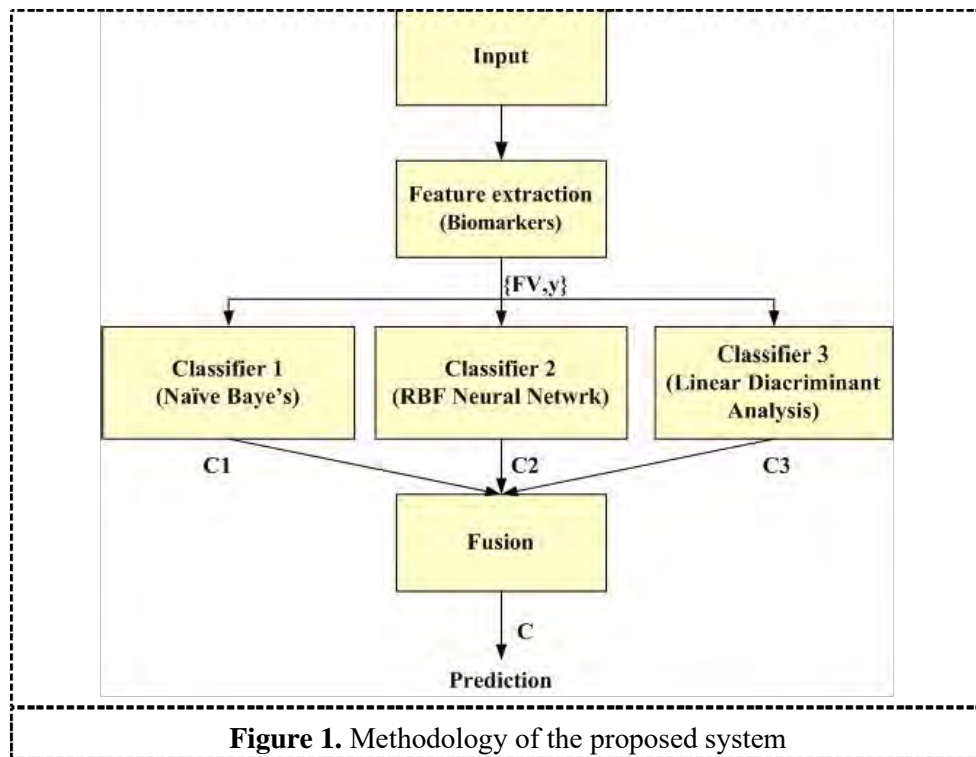 Input
Feature extraction
(Biomarkers)
{FV,y}
Classifier 1
(Naïve Baye's)
Classifier 2
(RBF Neural Netwrk)
Classifier 3
(Linear Diacriminant
Analysis)
C1
C2
C3
Fusion
C
Prediction
Figure 1. Methodology of the proposed system